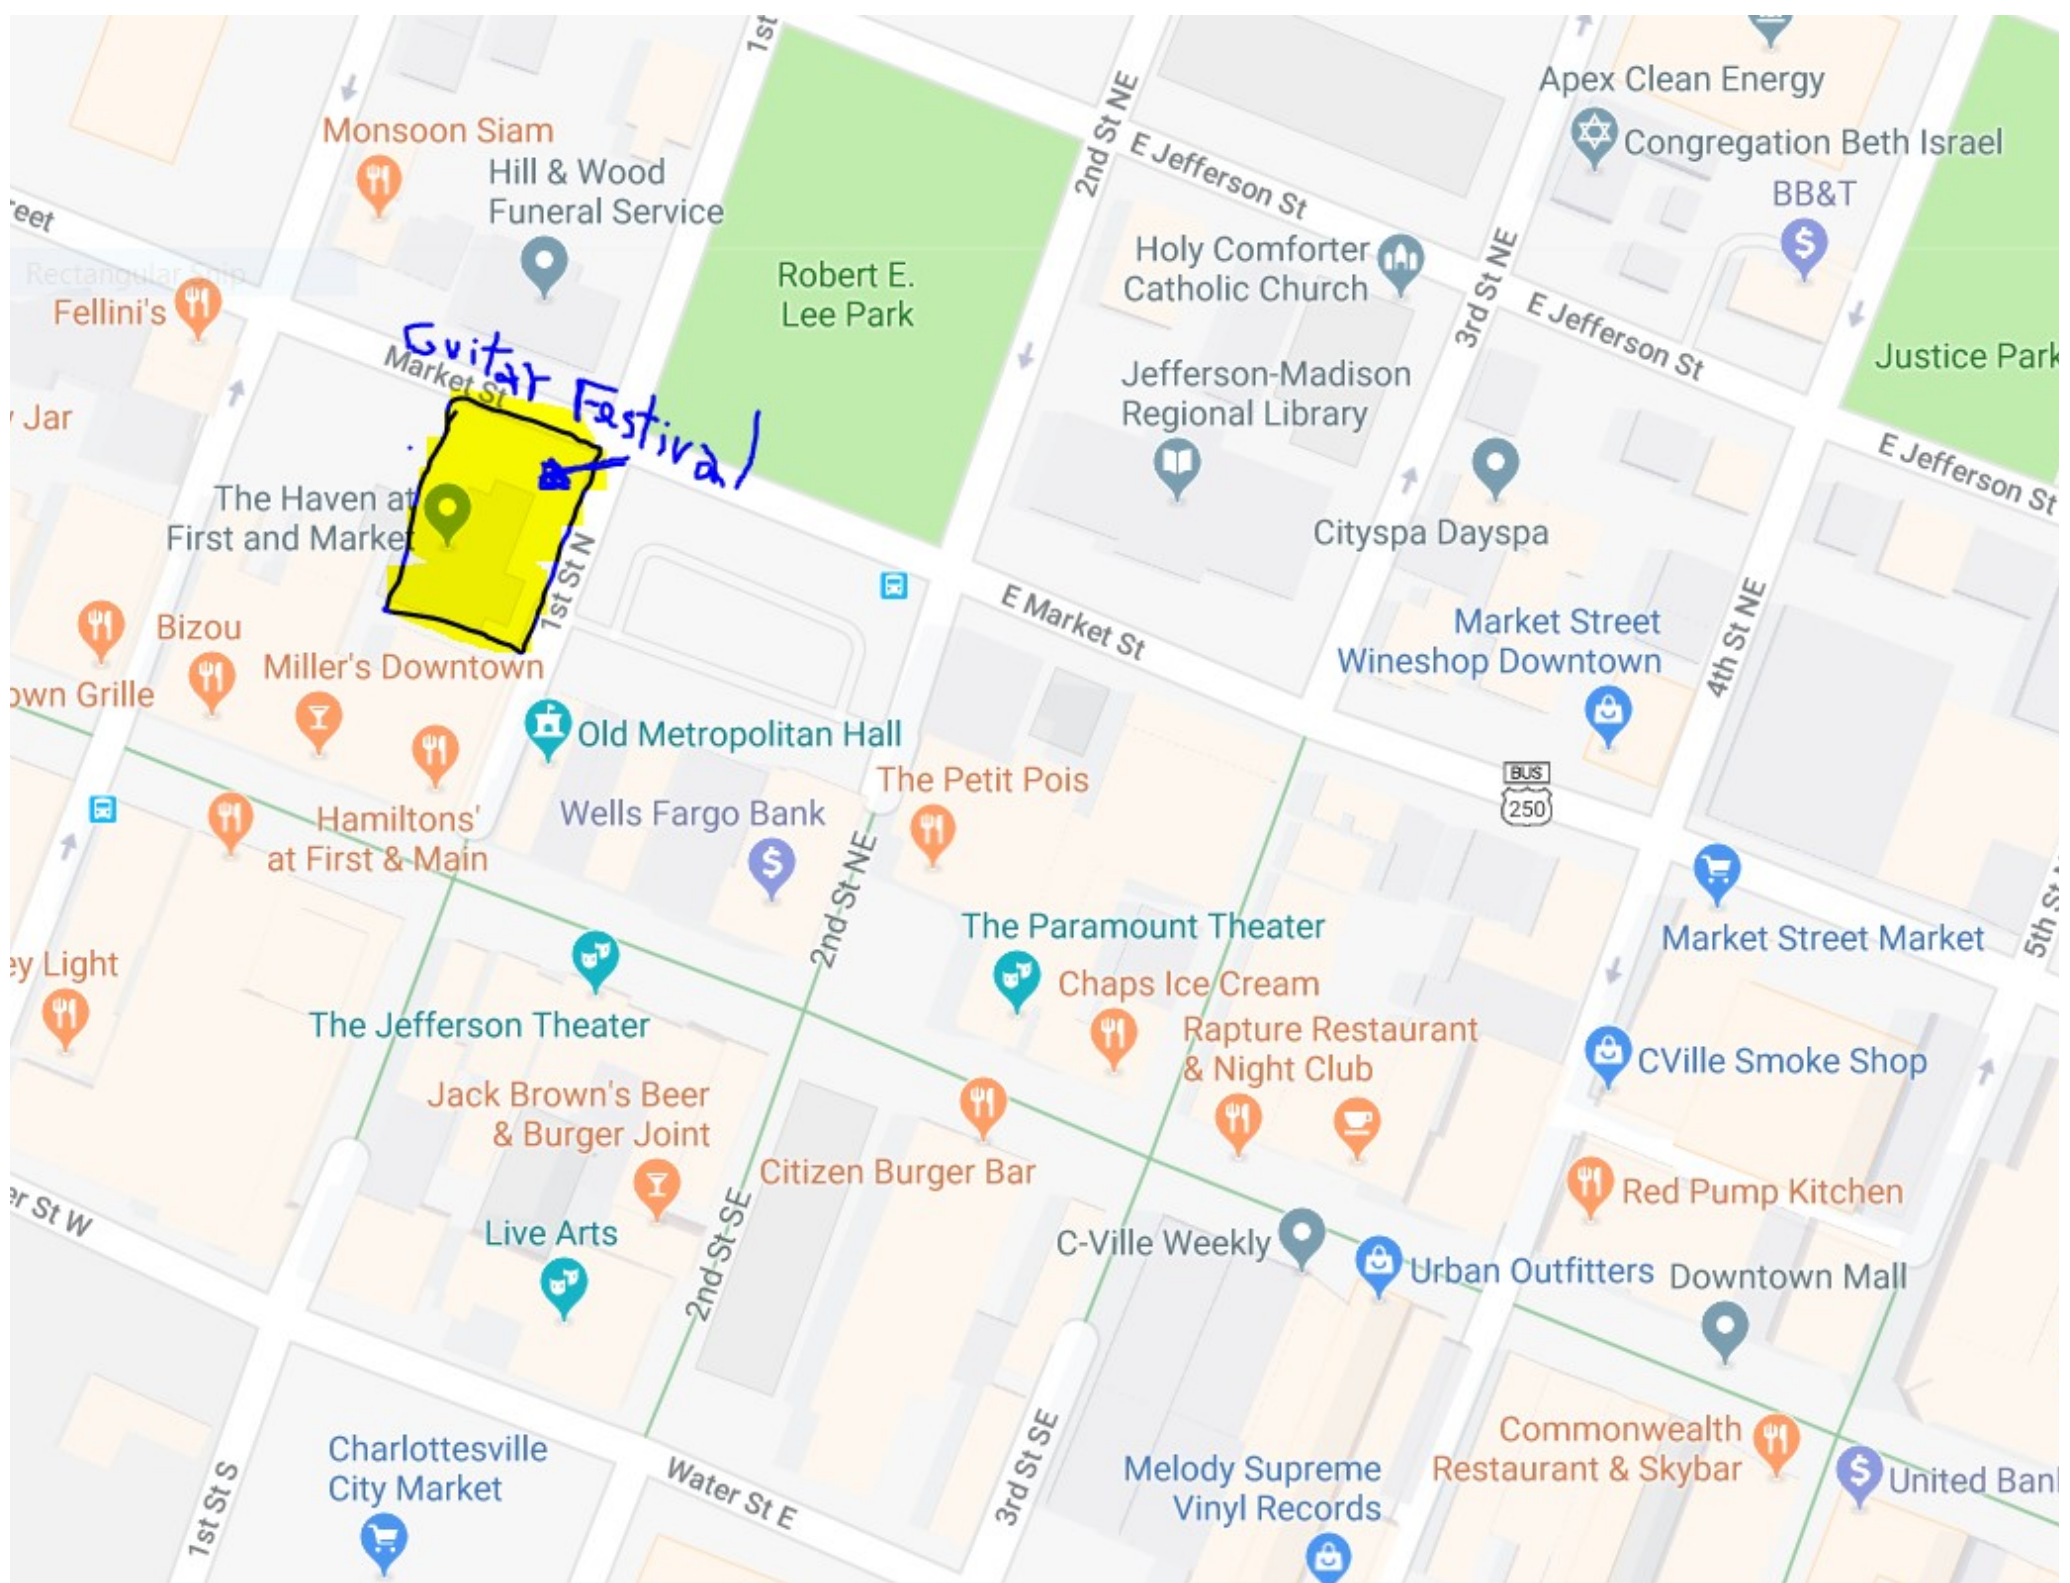 1st
Apex Clean Energy
2nd St NE
E Jefferson St
Congregation Beth Israel
Monsoon Siam
Hill & Wood
Funeral Service
BB&T
reet
Rectangular Snip
Fellini's
Robert E.
Lee Park
Holy Comforter
Catholic Church
3rd St NE
E Jefferson St
Justice Park
Guitar Festival
Market St
Jefferson-Madison
Regional Library
Jar
E Jefferson St
The Haven at
First and Market
Cityspa Dayspa
1st St N
E Market St
Market Street
Wineshop Downtown
4th St NE
Bizou
Miller's Downtown
own Grille
Old Metropolitan Hall
The Petit Pois
BUS
250
Wells Fargo Bank
Hamiltons'
at First & Main
2nd St NE
The Paramount Theater
Market Street Market
5th St N
ey Light
Chaps Ice Cream
The Jefferson Theater
Rapture Restaurant
& Night Club
CVille Smoke Shop
Jack Brown's Beer
& Burger Joint
Citizen Burger Bar
Red Pump Kitchen
er St W
Live Arts
2nd St SE
C-Ville Weekly
Urban Outfitters
Downtown Mall
Charlottesville
City Market
1st St S
Water St E
3rd St SE
Melody Supreme
Vinyl Records
Commonwealth
Restaurant & Skybar
United Ban